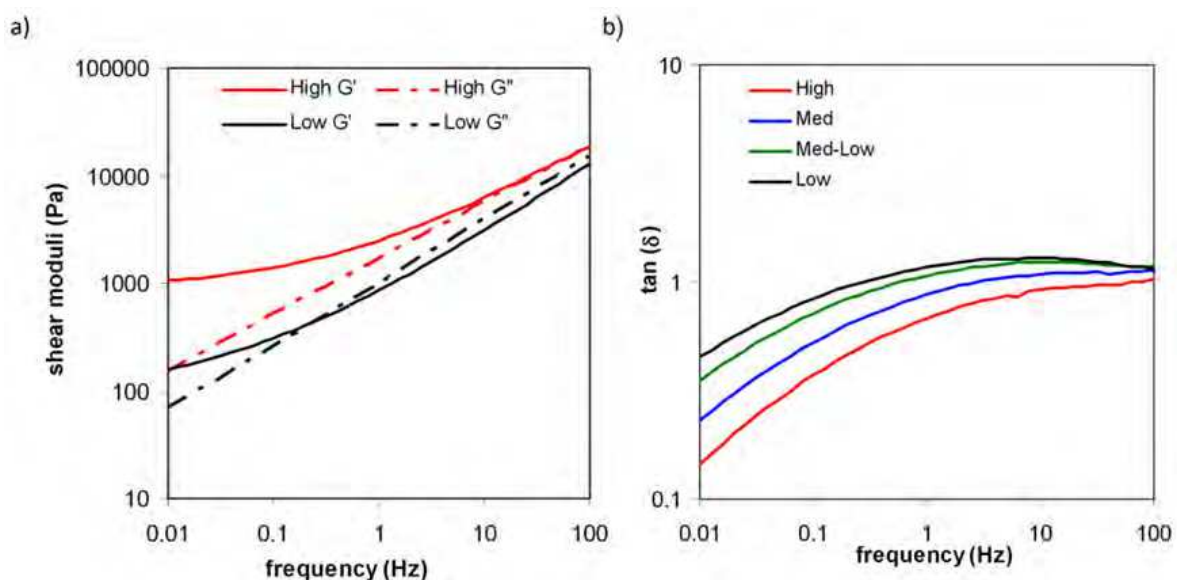 a)
100000
10000
1000
100
10
shear moduli (Pa)
High G' High G"
Low G' Low G"
0.01 0.1 1 10 100
frequency (Hz)
b)
10
1
0.1
tan (δ)
High
Med
Med-Low
Low
0.01 0.1 1 10 100
frequency (Hz)